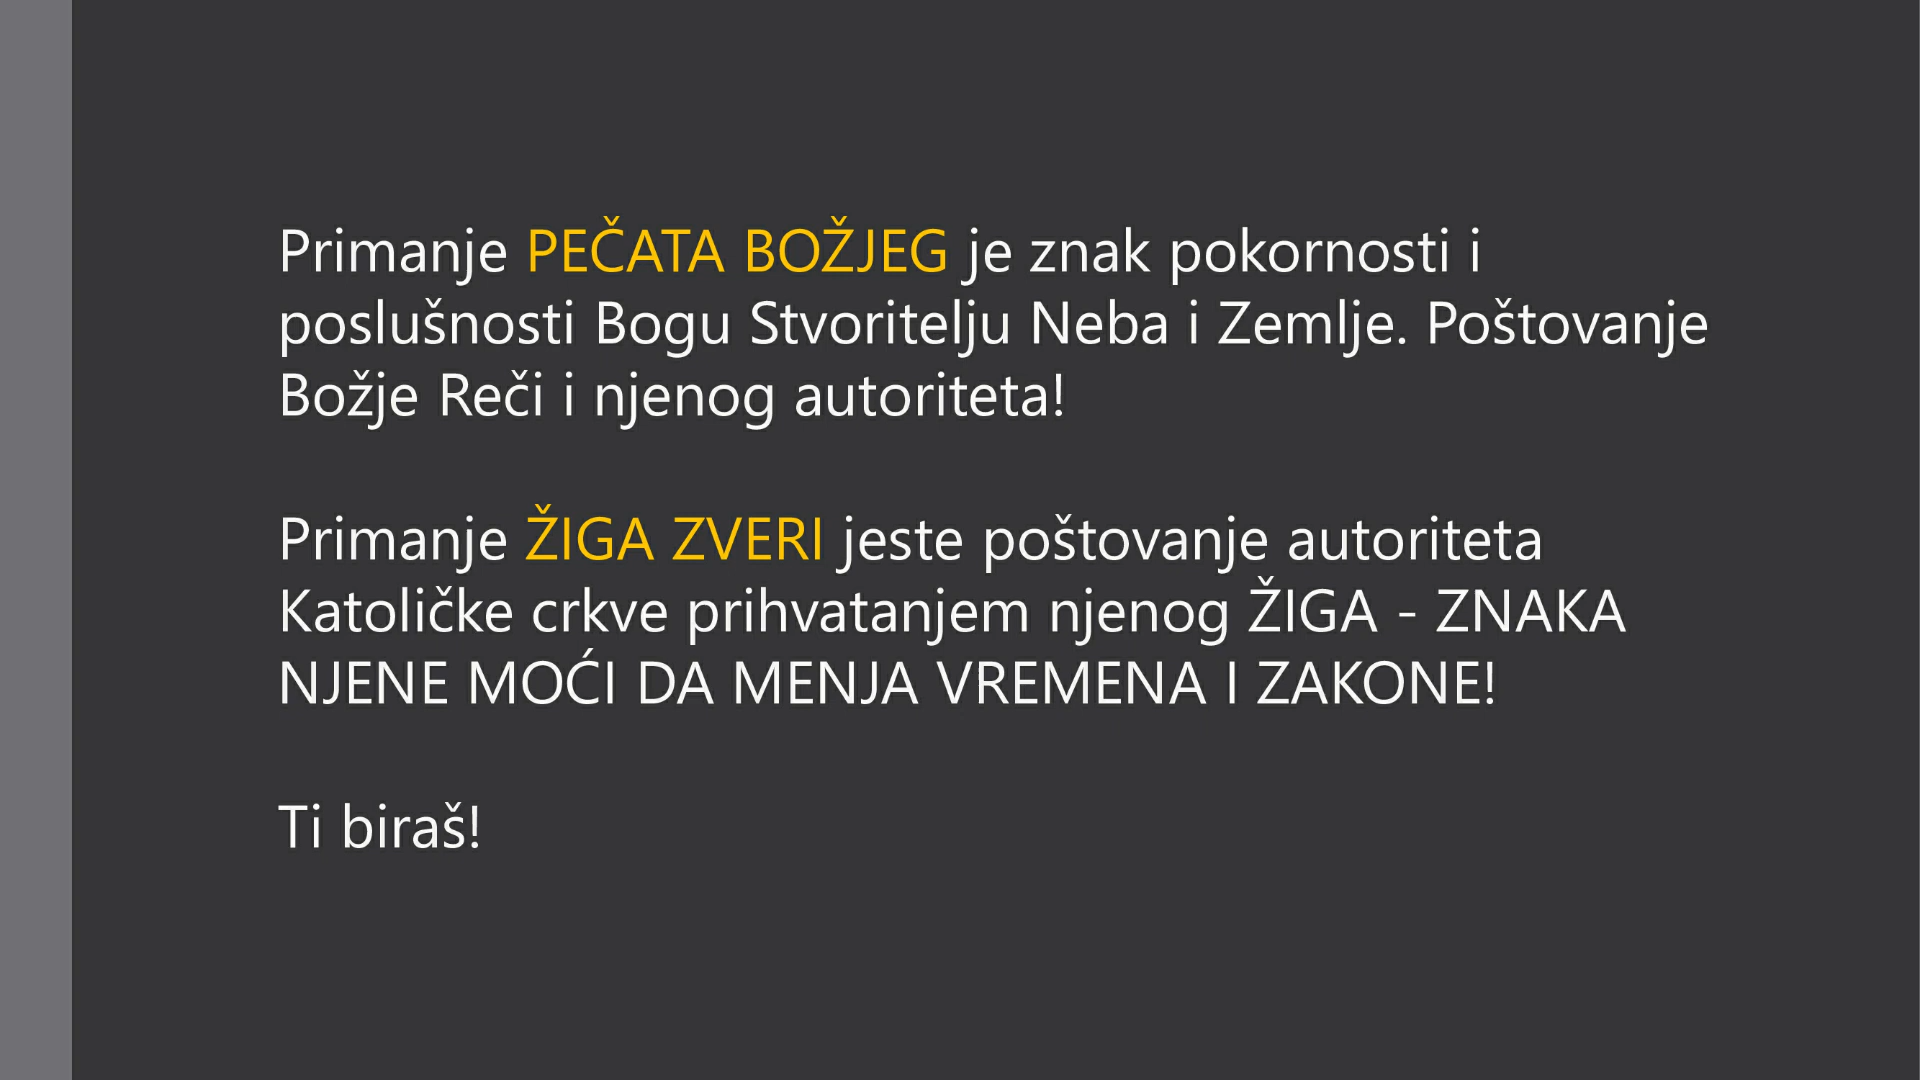 Primanje PEČATA BOŽJEG je znak pokornosti i
poslušnosti Bogu Stvoritelju Neba i Zemlje. Poštovanje
Božje Reči i njenog autoriteta!
Primanje ŽIGA ZVERI jeste poštovanje autoriteta
Katoličke crkve prihvatanjem njenog ŽIGA - ZNAKA
NJENE MOĆI DA MENJA VREMENA I ZAKONE!
Ti biraš!